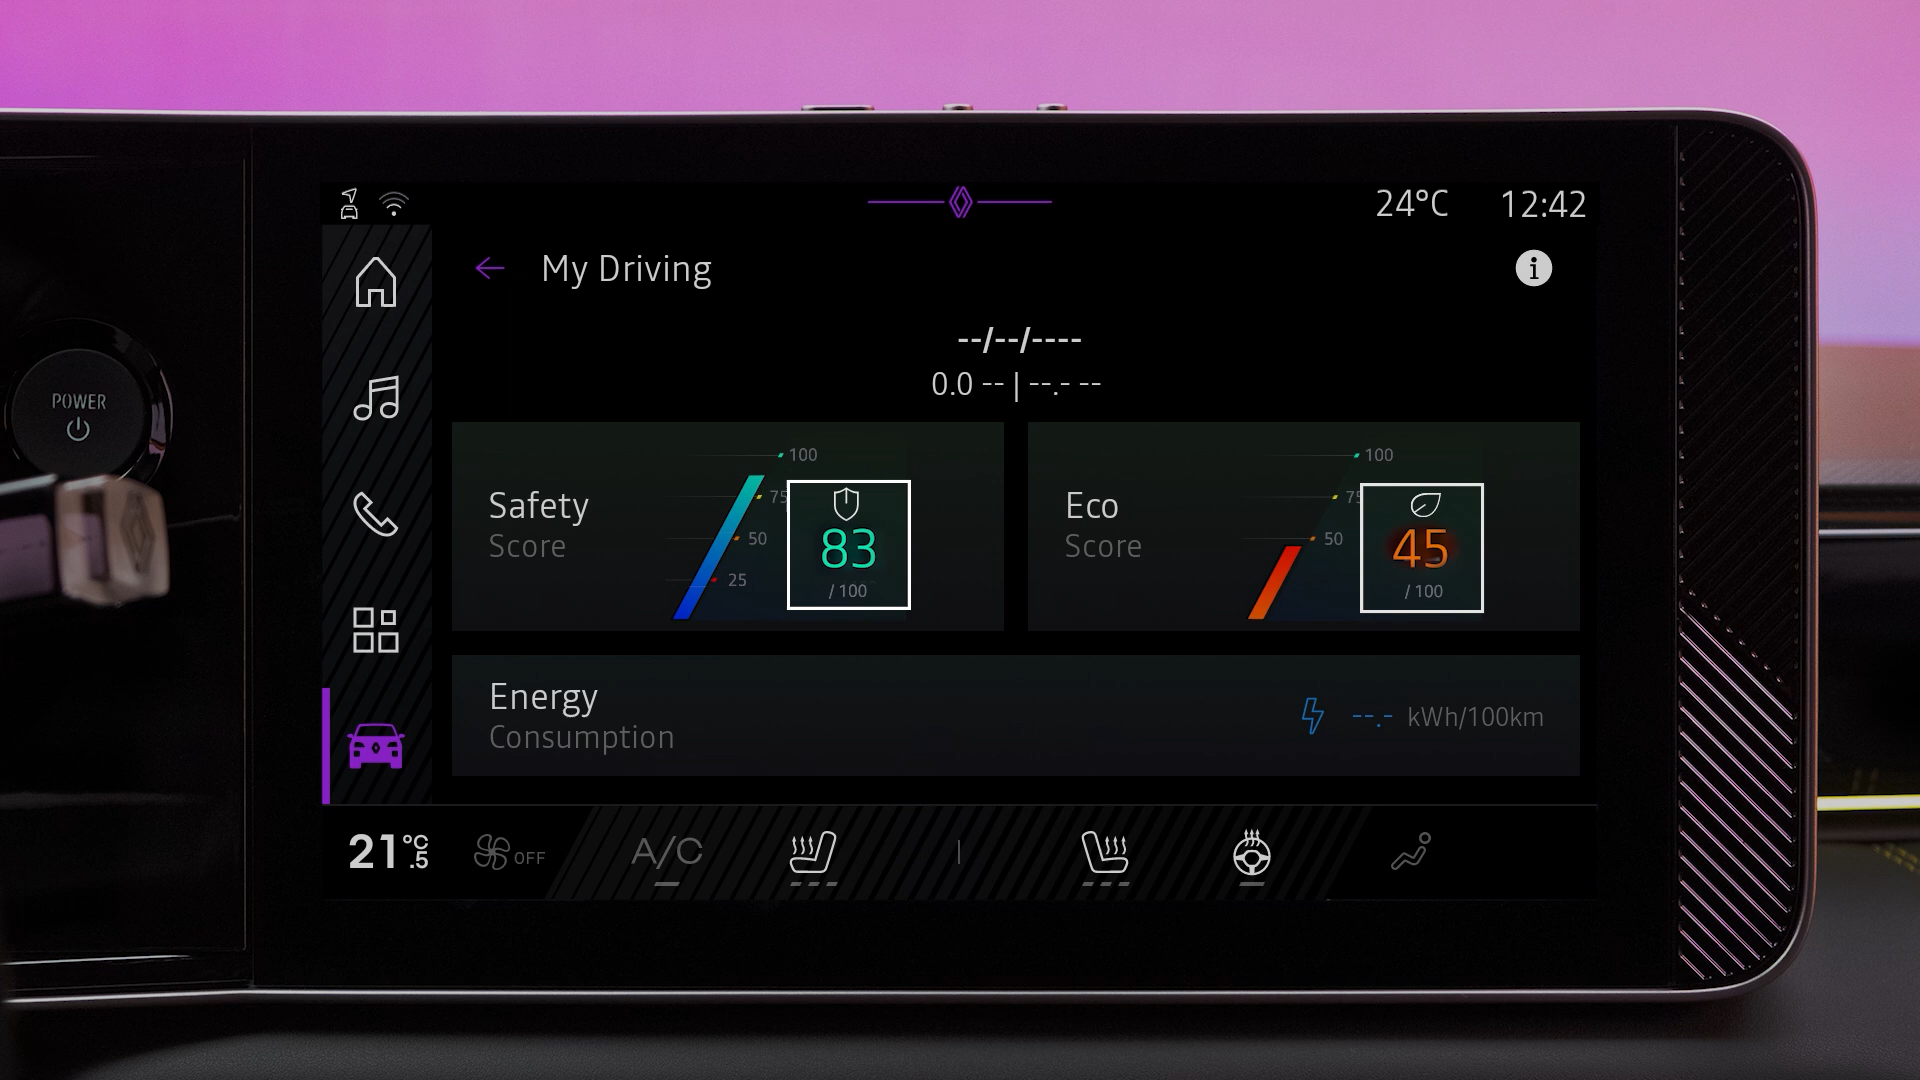 24°C 12:42
My Driving
--/--/----
0.0 -- | --.- --
POWER
Safety
Score
100
75
50
25
83
/ 100
Eco
Score
100
75
50
45
/ 100
Energy
Consumption
--.- kWh/100km
21.5°C
OFF
A/C